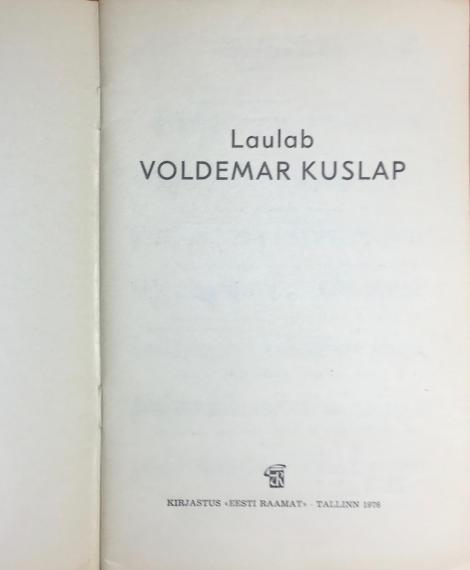 Laulab
VOLDEMAR KUSLAP
KIRJASTUS «EESTI RAAMAT» · TALLINN 1976